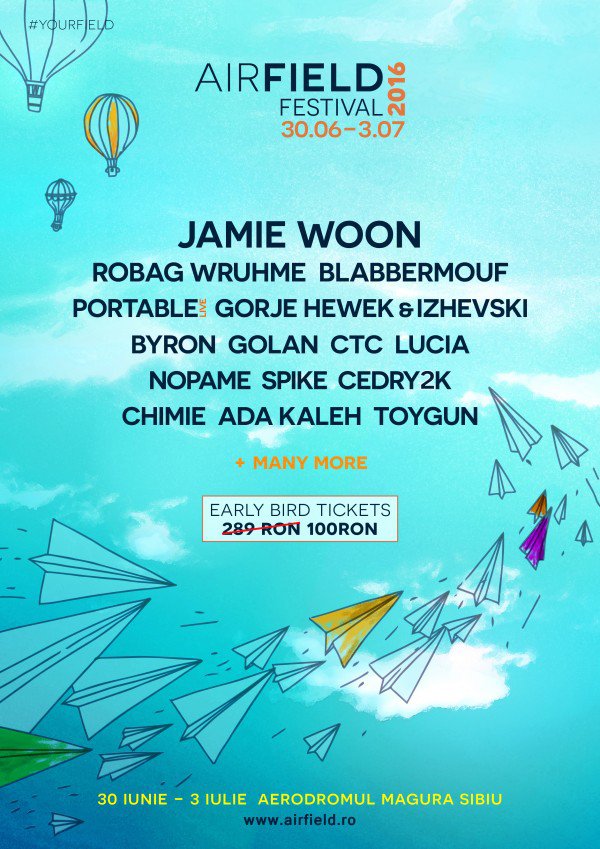 #YOURFIELD
AIRFIELD
FESTIVAL 2016
30.06–3.07
JAMIE WOON
ROBAG WRUHME BLABBERMOUF
PORTABLE LIVE GORJE HEWEK & IZHEVSKI
BYRON GOLAN CTC LUCIA
NOPAME SPIKE CEDRY2K
CHIMIE ADA KALEH TOYGUN
+ MANY MORE
EARLY BIRD TICKETS
289 RON 100RON
30 IUNIE – 3 IULIE AERODROMUL MAGURA SIBIU
www.airfield.ro